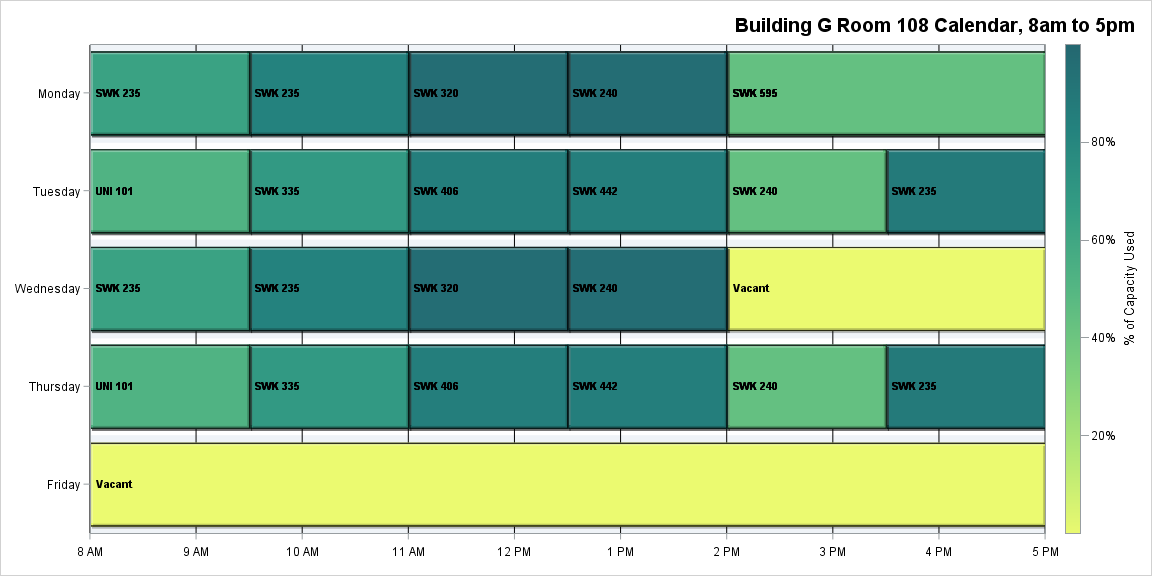 Building G Room 108 Calendar, 8am to 5pm
Monday
SWK 235
SWK 235
SWK 320
SWK 240
SWK 595
Tuesday
UNI 101
SWK 335
SWK 406
SWK 442
SWK 240
SWK 235
Wednesday
SWK 235
SWK 235
SWK 320
SWK 240
Vacant
Thursday
UNI 101
SWK 335
SWK 406
SWK 442
SWK 240
SWK 235
Friday
Vacant
8 AM
9 AM
10 AM
11 AM
12 PM
1 PM
2 PM
3 PM
4 PM
5 PM
80%
60%
40%
20%
% of Capacity Used